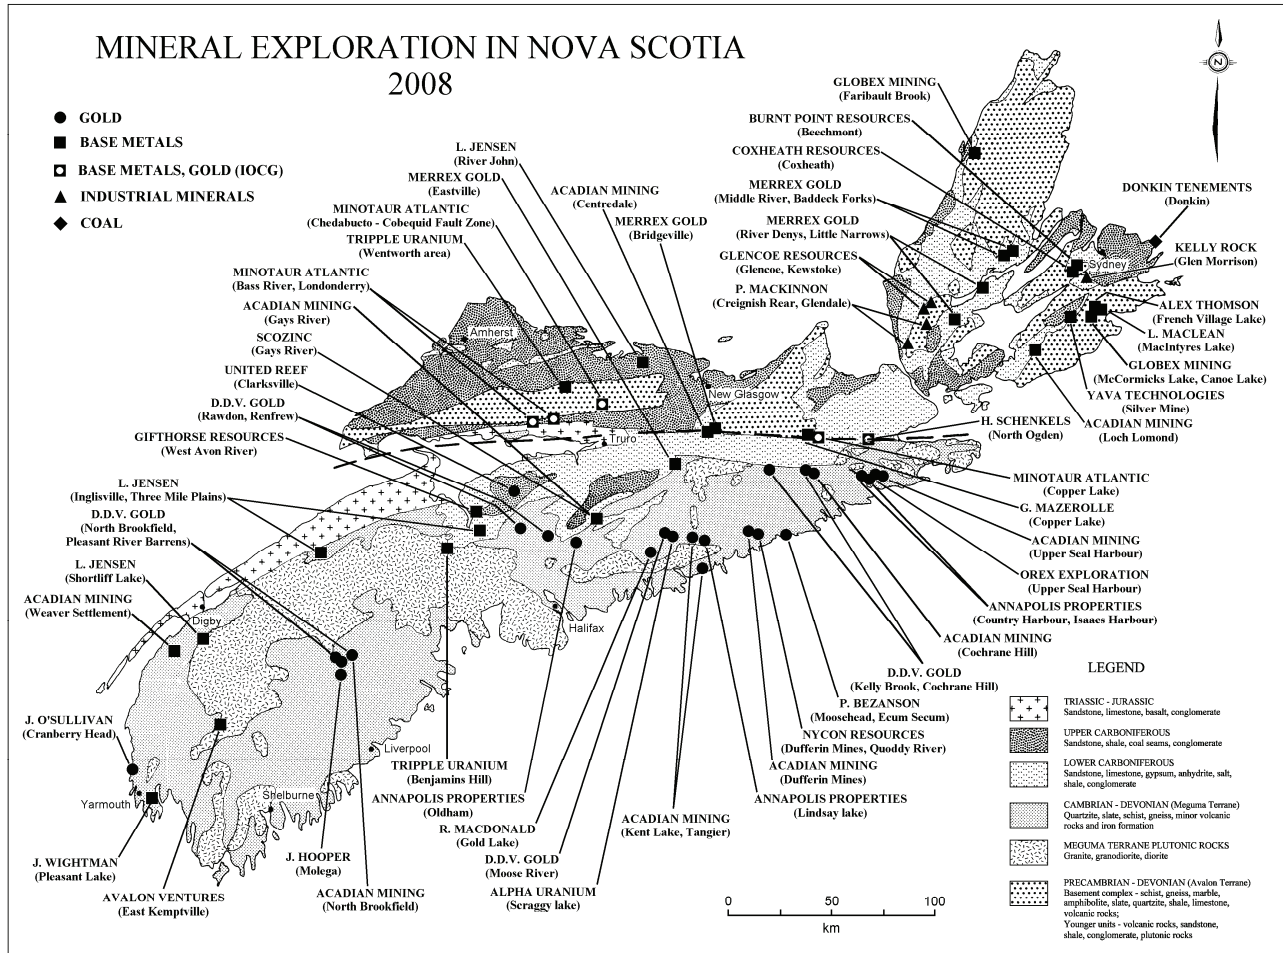 MINERAL EXPLORATION IN NOVA SCOTIA
2008
N
GOLD
BASE METALS
BASE METALS, GOLD (IOCG)
INDUSTRIAL MINERALS
COAL
GLOBEX MINING
(Faribault Brook)
BURNT POINT RESOURCES
(Beechmont)
COXHEATH RESOURCES
(Coxheath)
MERREX GOLD
(Middle River, Baddeck Forks)
MERREX GOLD
(River Denys, Little Narrows)
GLENCOE RESOURCES
(Glencoe, Kewstoke)
P. MACKINNON
(Creignish Rear, Glendale)
L. JENSEN
(River John)
MERREX GOLD
(Eastville)
MINOTAUR ATLANTIC
(Chedabucto - Cobequid Fault Zone)
TRIPPLE URANIUM
(Wentworth area)
MINOTAUR ATLANTIC
(Bass River, Londonderry)
ACADIAN MINING
(Gays River)
SCOZINC
(Gays River)
UNITED REEF
(Clarksville)
D.D.V. GOLD
(Rawdon, Renfrew)
GIFTHORSE RESOURCES
(West Avon River)
L. JENSEN
(Inglisville, Three Mile Plains)
D.D.V. GOLD
(North Brookfield,
Pleasant River Barrens)
L. JENSEN
(Shortliff Lake)
ACADIAN MINING
(Weaver Settlement)
J. O'SULLIVAN
(Cranberry Head)
J. WIGHTMAN
(Pleasant Lake)
AVALON VENTURES
(East Kemptville)
J. HOOPER
(Molega)
ACADIAN MINING
(North Brookfield)
TRIPPLE URANIUM
(Benjamins Hill)
ANNAPOLIS PROPERTIES
(Oldham)
R. MACDONALD
(Gold Lake)
D.D.V. GOLD
(Moose River)
ALPHA URANIUM
(Scraggy lake)
ACADIAN MINING
(Kent Lake, Tangier)
ANNAPOLIS PROPERTIES
(Lindsay lake)
ACADIAN MINING
(Dufferin Mines)
NYCON RESOURCES
(Dufferin Mines, Quoddy River)
P. BEZANSON
(Moosehead, Ecum Secum)
D.D.V. GOLD
(Kelly Brook, Cochrane Hill)
ACADIAN MINING
(Cochrane Hill)
ANNAPOLIS PROPERTIES
(Country Harbour, Isaacs Harbour)
OREX EXPLORATION
(Upper Seal Harbour)
ACADIAN MINING
(Upper Seal Harbour)
G. MAZEROLLE
(Copper Lake)
MINOTAUR ATLANTIC
(Copper Lake)
H. SCHENKELS
(North Ogden)
ACADIAN MINING
(Loch Lomond)
YAVA TECHNOLOGIES
(Silver Mine)
GLOBEX MINING
(McCormicks Lake, Canoe Lake)
L. MACLEAN
(MacIntyres Lake)
ALEX THOMSON
(French Village Lake)
KELLY ROCK
(Glen Morrison)
DONKIN TENEMENTS
(Donkin)
ACADIAN MINING
(Centredale)
MERREX GOLD
(Bridgeville)
Amherst
New Glasgow
Truro
Sydney
Halifax
Digby
Liverpool
Shelburne
Yarmouth
0 50 100
km
LEGEND
TRIASSIC - JURASSIC
Sandstone, limestone, basalt, conglomerate
UPPER CARBONIFEROUS
Sandstone, shale, coal seams, conglomerate
LOWER CARBONIFEROUS
Sandstone, limestone, gypsum, anhydrite, salt,
shale, conglomerate
CAMBRIAN - DEVONIAN (Meguma Terrane)
Quartzite, slate, schist, gneiss, minor volcanic
rocks and iron formation
MEGUMA TERRANE PLUTONIC ROCKS
Granite, granodiorite, diorite
PRECAMBRIAN - DEVONIAN (Avalon Terrane)
Basement complex - schist, gneiss, marble,
amphibolite, slate, quartzite, shale, limestone,
volcanic rocks;
Younger units - volcanic rocks, sandstone,
shale, conglomerate, plutonic rocks